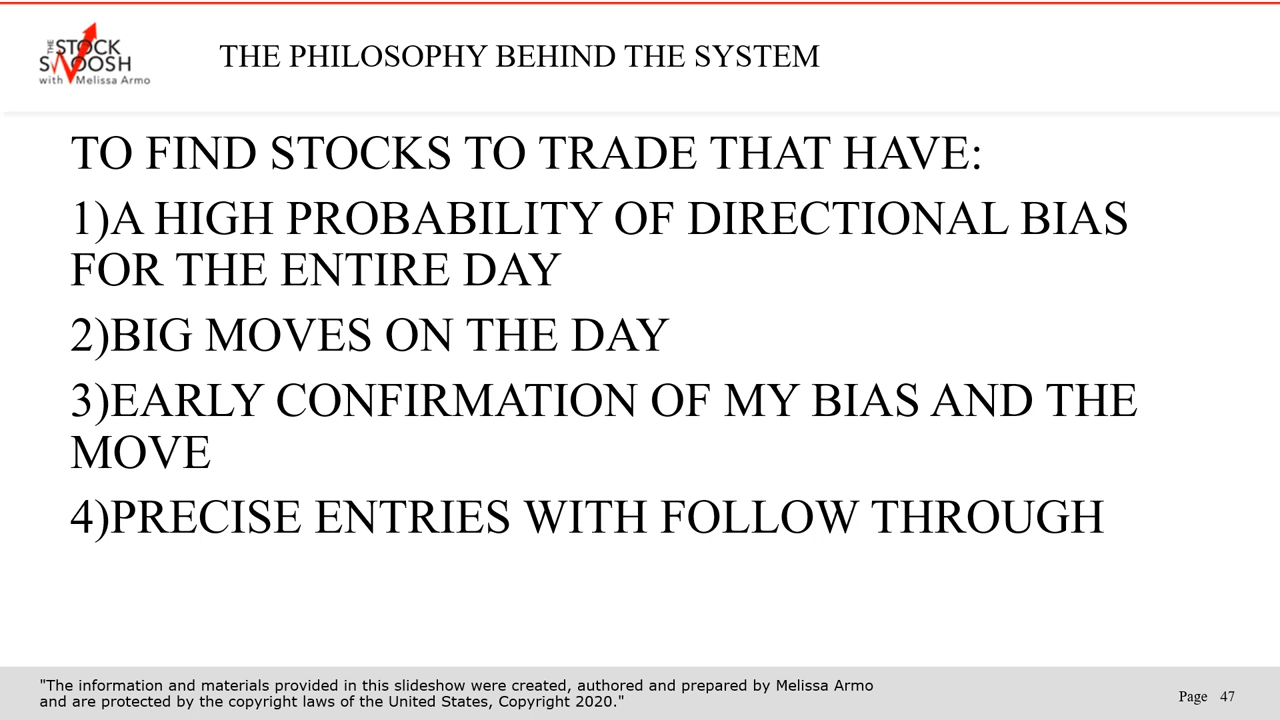 THE
STOCK
SWOOSH
with Melissa Armo
THE PHILOSOPHY BEHIND THE SYSTEM
TO FIND STOCKS TO TRADE THAT HAVE:
1)A HIGH PROBABILITY OF DIRECTIONAL BIAS
FOR THE ENTIRE DAY
2)BIG MOVES ON THE DAY
3)EARLY CONFIRMATION OF MY BIAS AND THE
MOVE
4)PRECISE ENTRIES WITH FOLLOW THROUGH
"The information and materials provided in this slideshow were created, authored and prepared by Melissa Armo
and are protected by the copyright laws of the United States, Copyright 2020."
Page 47